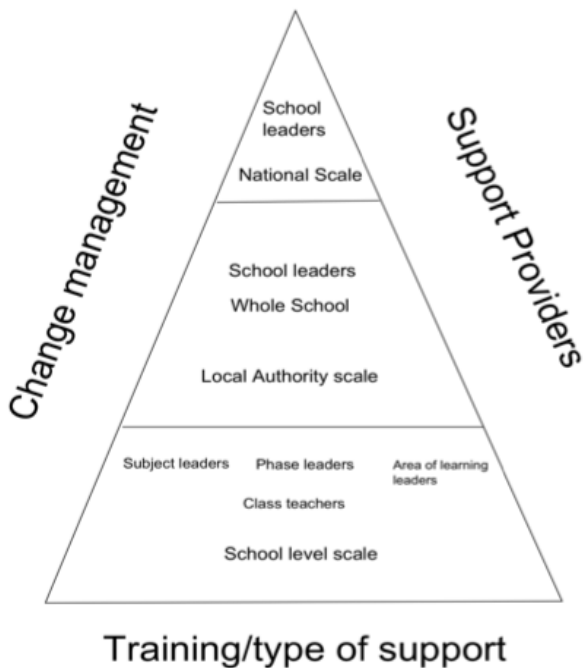 Change management
Support Providers
School
leaders
National Scale
School leaders
Whole School
Local Authority scale
Subject leaders
Phase leaders
Area of learning
leaders
Class teachers
School level scale
Training/type of support